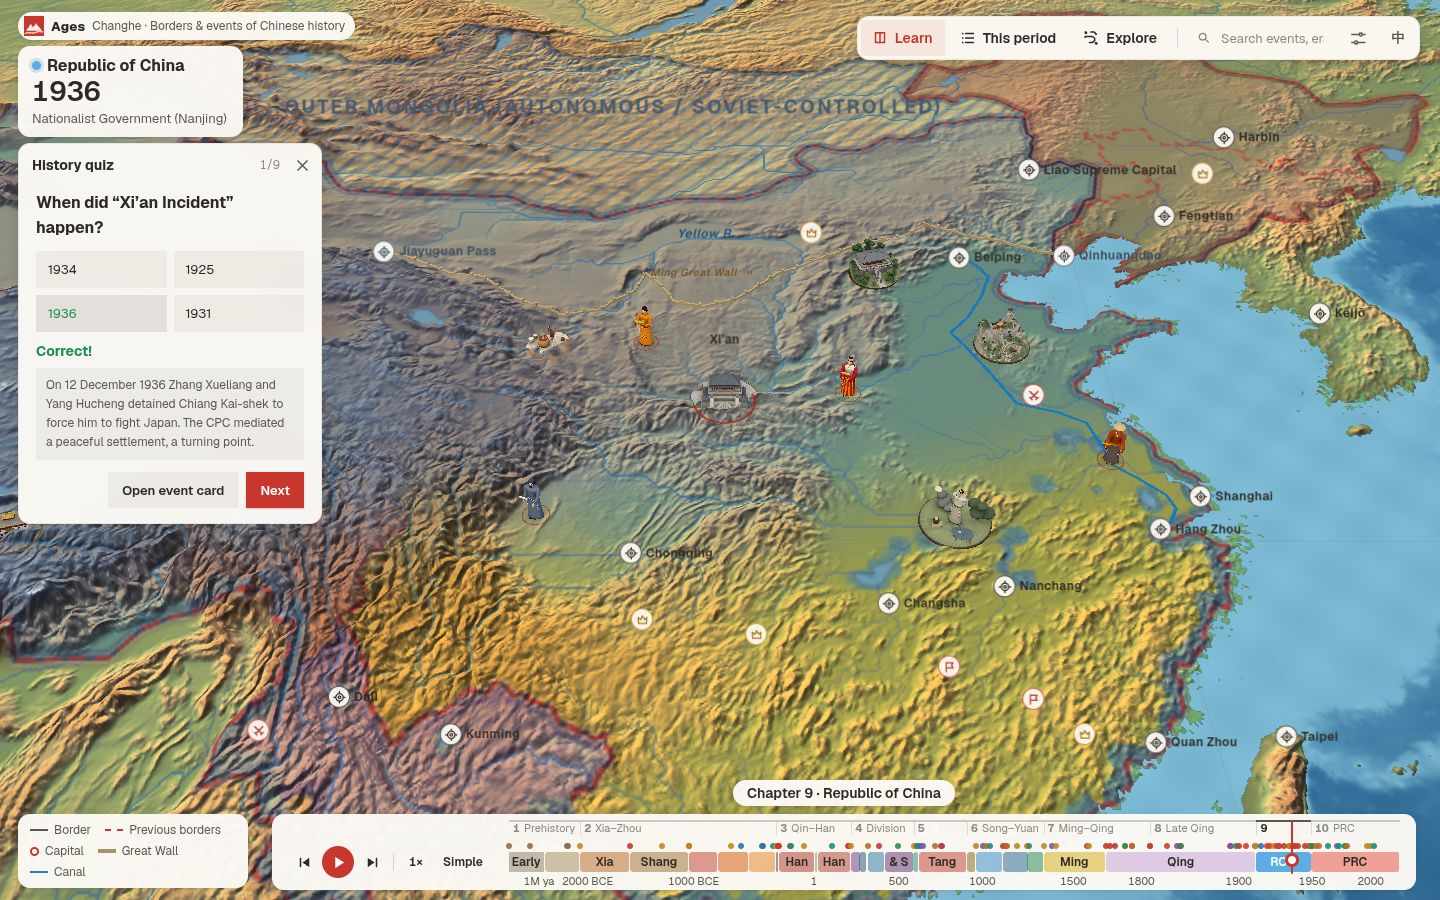 Ages Changhe · Borders & events of Chinese history
Republic of China
1936
Nationalist Government (Nanjing)
Learn
This period
Explore
Search events, er
中
History quiz
1/9
When did “Xi’an Incident”
happen?
1934
1925
1936
1931
Correct!
On 12 December 1936 Zhang Xueliang and
Yang Hucheng detained Chiang Kai-shek to
force him to fight Japan. The CPC mediated
a peaceful settlement, a turning point.
Open event card
Next
OUTER MONGOLIA (AUTONOMOUS / SOVIET-CONTROLLED)
Harbin
Liao Supreme Capital
Fengtian
Yellow R.
Jiayuguan Pass
Beiping
Qinhuangdao
Ming Great Wall
Keijō
Xi’an
Shanghai
Hang Zhou
Chongqing
Nanchang
Changsha
Dali
Kunming
Quan Zhou
Taipei
Chapter 9 · Republic of China
Border
Previous borders
Capital
Great Wall
Canal
1×
Simple
1 Prehistory
2 Xia–Zhou
3 Qin–Han
4 Division
5
6 Song–Yuan
7 Ming–Qing
8 Late Qing
9
10 PRC
Early
Xia
Shang
Han
Han
& S
Tang
Ming
Qing
PRC
1M ya
2000 BCE
1000 BCE
1
500
1000
1500
1800
1900
1950
2000